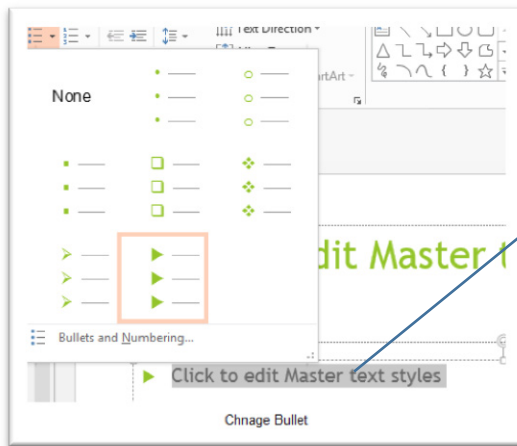 Text Direction
artArt
None
Bullets and Numbering...
dit Master t
Click to edit Master text styles
Chnage Bullet